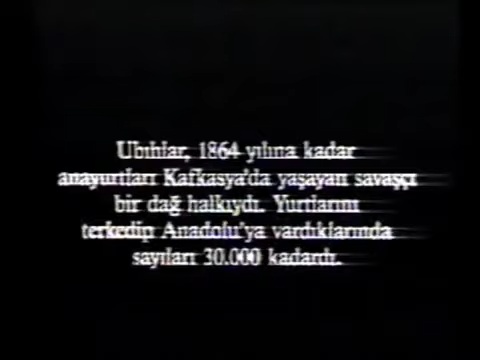 Ubıhlar, 1864 yılına kadar
anayurtları Kafkasya'da yaşayan savaşçı
bir dağ halkıydı. Yurtlarını
terkedip Anadolu'ya vardıklarında
sayıları 30.000 kadardı.